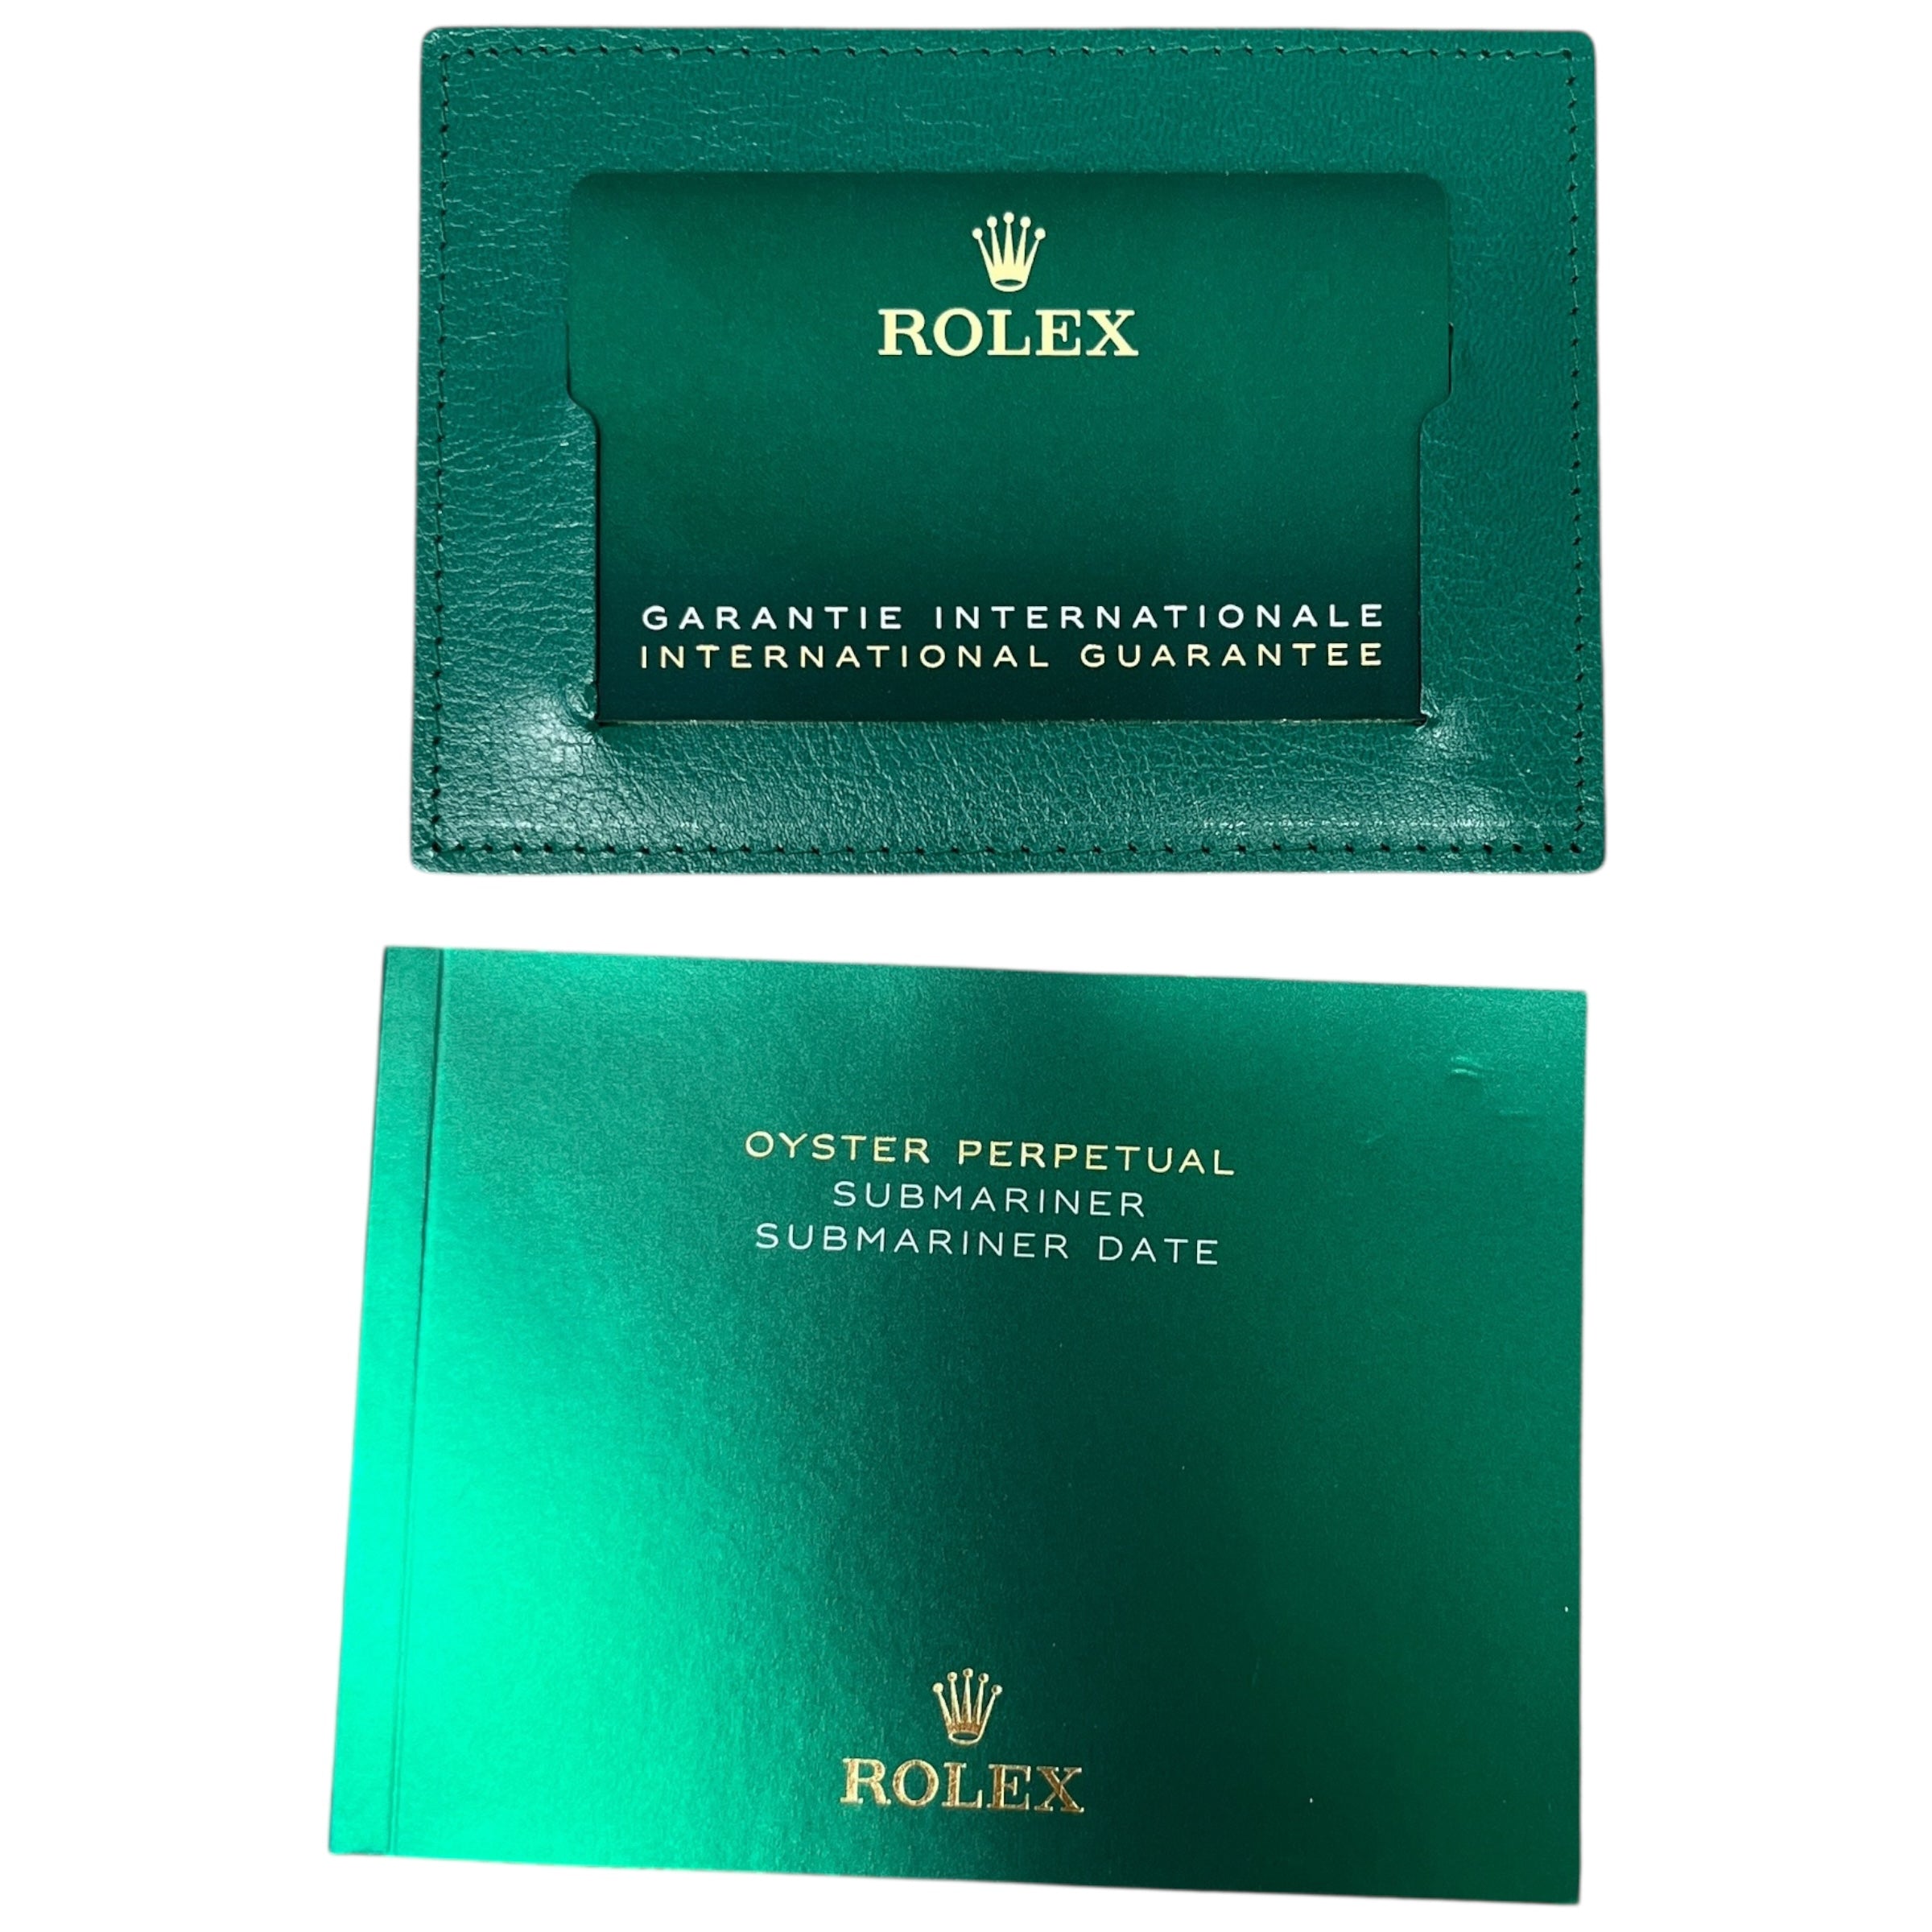 ROLEX
GARANTIE INTERNATIONALE
INTERNATIONAL GUARANTEE
OYSTER PERPETUAL
SUBMARINER
SUBMARINER DATE
ROLEX